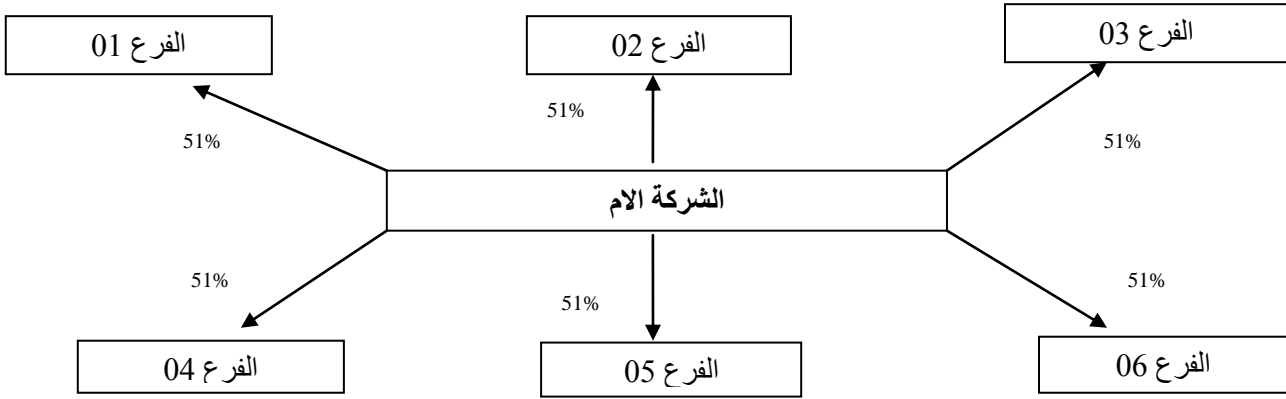 الفرع 01
الفرع 02
الفرع 03
51%
51%
51%
الشركة الام
51%
51%
51%
الفرع 04
الفرع 05
الفرع 06